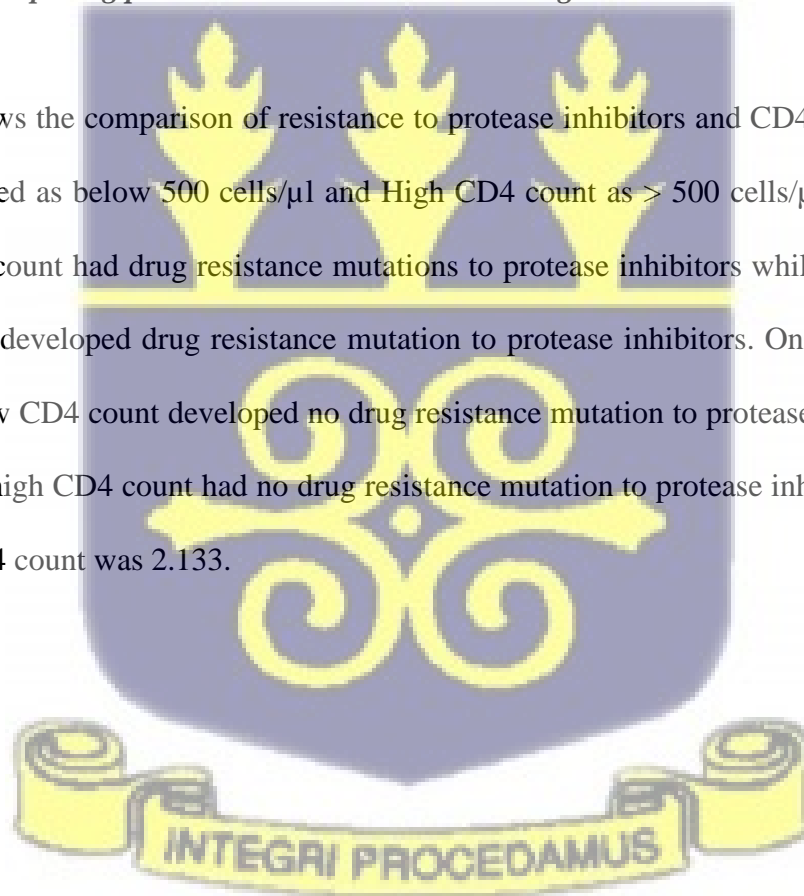 ws the comparison of resistance to protease inhibitors and CD4
ed as below 500 cells/µl and High CD4 count as > 500 cells/µ
count had drug resistance mutations to protease inhibitors whil
developed drug resistance mutation to protease inhibitors. On
w CD4 count developed no drug resistance mutation to protease
high CD4 count had no drug resistance mutation to protease inh
4 count was 2.133.
INTEGRI PROCEDAMUS